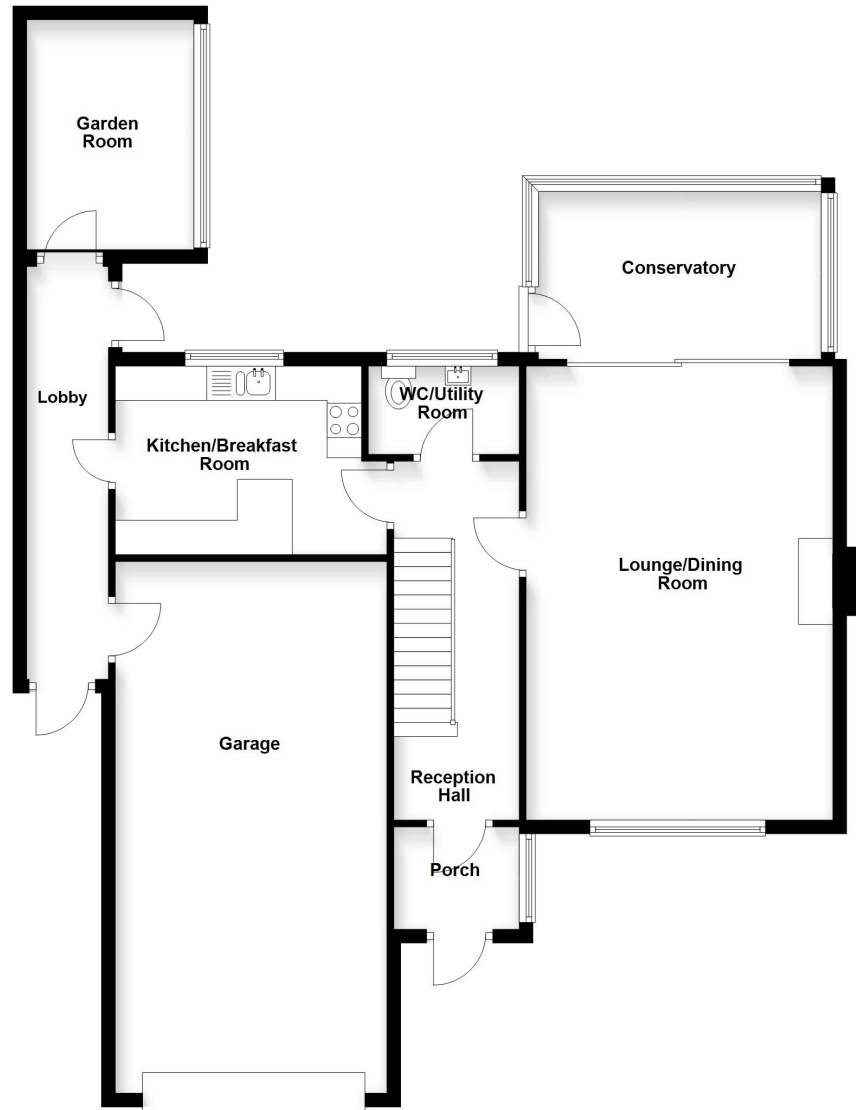 Garden
Room
Conservatory
Lobby
WC/Utility
Room
Kitchen/Breakfast
Room
Lounge/Dining
Room
Garage
Reception
Hall
Porch